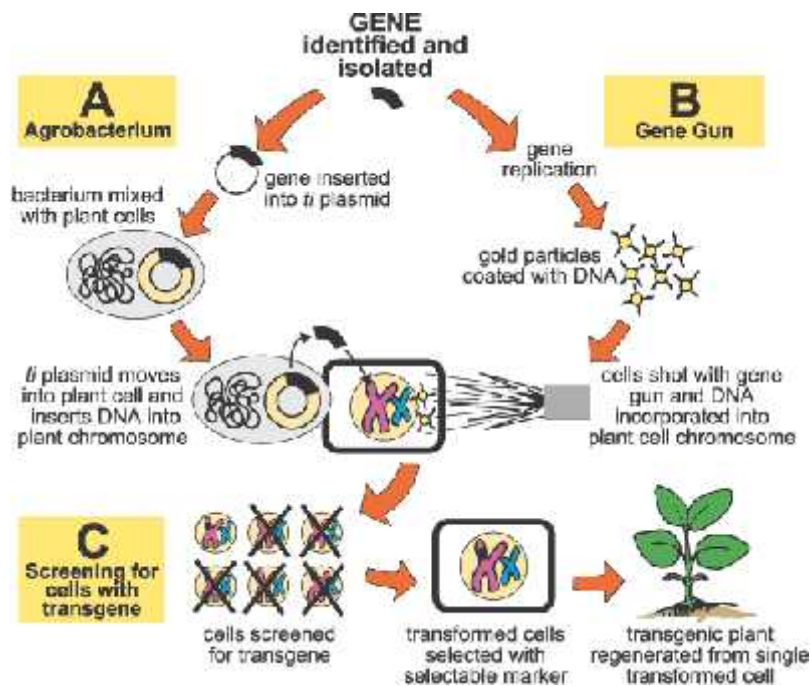 GENE
identified and
isolated
A
Agrobacterium
B
Gene Gun
gene inserted
into ti plasmid
gene
replication
bacterium mixed
with plant cells
gold particles
coated with DNA
ti plasmid moves
into plant cell and
inserts DNA into
plant chromosome
cells shot with gene
gun and DNA
incorporated into
plant cell chromosome
C
Screening for
cells with
transgene
cells screened
for transgene
transformed cells
selected with
selectable marker
transgenic plant
regenerated from single
transformed cell